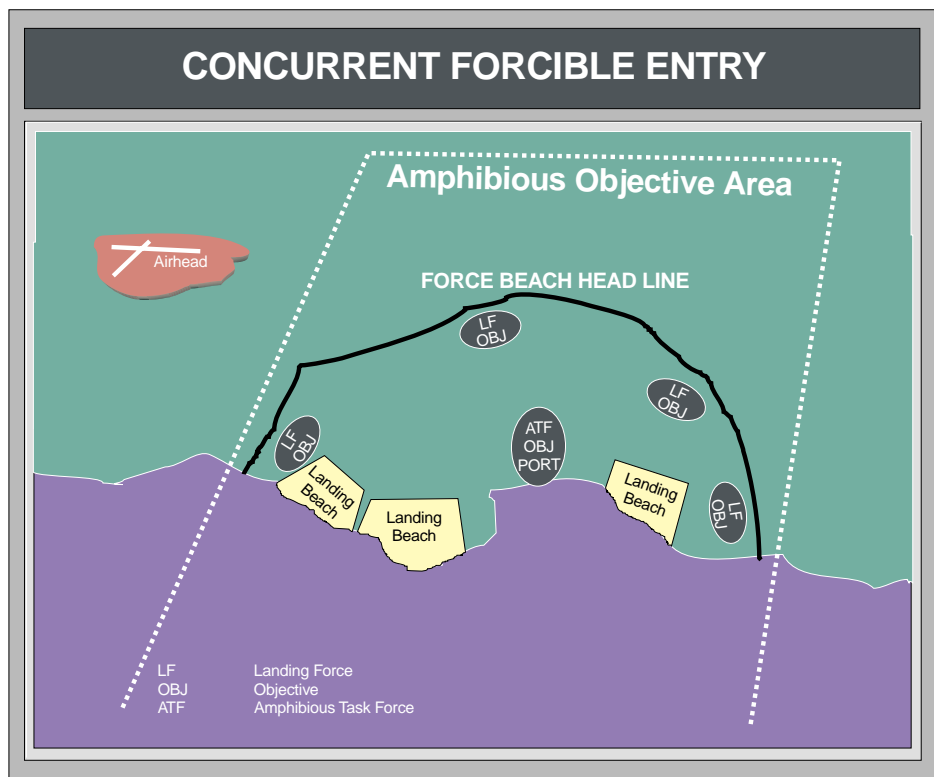 CONCURRENT FORCIBLE ENTRY
Amphibious Objective Area
Airhead
FORCE BEACH HEAD LINE
LF
OBJ
LF
OBJ
LF
OBJ
ATF
OBJ
PORT
Landing
Beach
Landing
Beach
Landing
Beach
LF
OBJ
LF Landing Force
OBJ Objective
ATF Amphibious Task Force